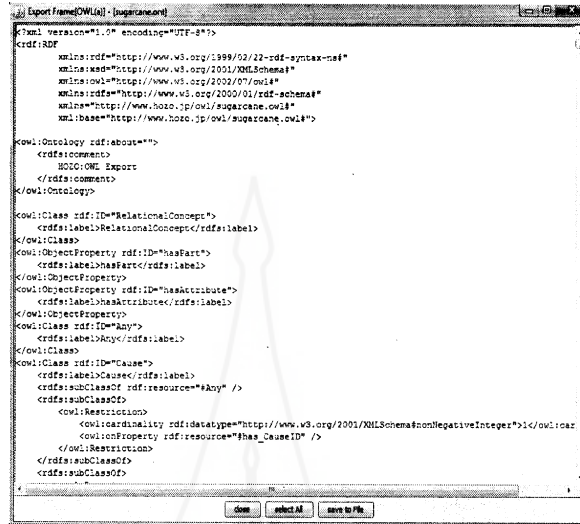 Export Frame[OWL(a)] - [sugarcane.ont]
<?xml version="1.0" encoding="UTF-8"?>
<rdf:RDF
xmlns:rdf="http://www.w3.org/1999/02/22-rdf-syntax-ns#"
xmlns:xsd="http://www.w3.org/2001/XMLSchema#"
xmlns:owl="http://www.w3.org/2002/07/owl#"
xmlns:rdfs="http://www.w3.org/2000/01/rdf-schema#"
xmlns="http://www.hozo.jp/owl/sugarcane.owl#"
xml:base="http://www.hozo.jp/owl/sugarcane.owl#">
<owl:Ontology rdf:about="">
<rdfs:comment>
HOZO:OWL Export
</rdfs:comment>
</owl:Ontology>
<owl:Class rdf:ID="RelationalConcept">
<rdfs:label>RelationalConcept</rdfs:label>
</owl:Class>
<owl:ObjectProperty rdf:ID="hasPart">
<rdfs:label>hasPart</rdfs:label>
</owl:ObjectProperty>
<owl:ObjectProperty rdf:ID="hasAttribute">
<rdfs:label>hasAttribute</rdfs:label>
</owl:ObjectProperty>
<owl:Class rdf:ID="Any">
<rdfs:label>Any</rdfs:label>
</owl:Class>
<owl:Class rdf:ID="Cause">
<rdfs:label>Cause</rdfs:label>
<rdfs:subClassOf rdf:resource="#Any" />
<rdfs:subClassOf>
<owl:Restriction>
<owl:cardinality rdf:datatype="http://www.w3.org/2001/XMLSchema#nonNegativeInteger">1</owl:car
<owl:onProperty rdf:resource="#has_CauseID" />
</owl:Restriction>
</rdfs:subClassOf>
<rdfs:subClassOf>
close select All save to File